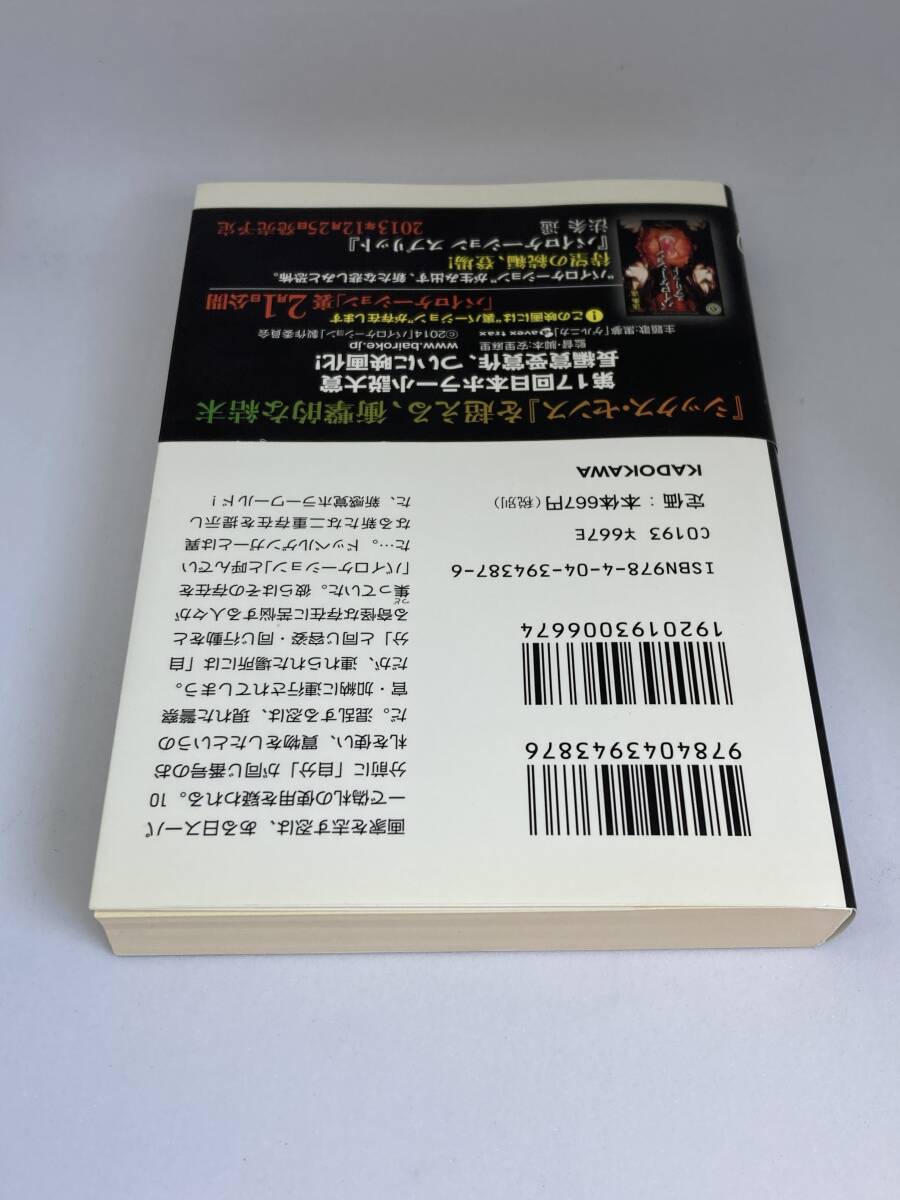 画家を志す忍は、ある日スーパ
ーで偽札の使用を疑われる。10
分前に「自分」が同じ番号のお
札を使い、買物をしたというの
だ。混乱する忍は、現れた警察
官・加納に連行されてしまう。
だが、連れられた場所には「自
分」と同じ容姿・同じ行動をと
る奇怪な存在に苦悩する人々が
集っていた。彼らはその存在を
「バイロケーション」と呼んでい
た…。ドッペルゲンガーとは異
なる新たな二重存在を提示し
た、新感覚ホラーワールド!
9784043943876
1920193006674
ISBN978-4-04-394387-6
C0193 ¥667E
定価:本体667円(税別)
KADOKAWA
『シックス・センス』を超える、衝撃的な結末
第17回日本ホラー小説大賞
長編賞受賞作、ついに映画化!
監督・脚本:安里麻里 www.bairoke.jp
主題歌:黒夢「ゲルカ」 avex trax ©2014「バイロケーション」製作委員会
!この映画には“裏バージョン”が存在します
「バイロケーション」裏 2月1日公開
“バイロケーション”が生み出す、新たな悲しみと恐怖。
待望の続編、登場!
『バイロケーション スプリット』
法条 遥
2013年12月25日発売予定